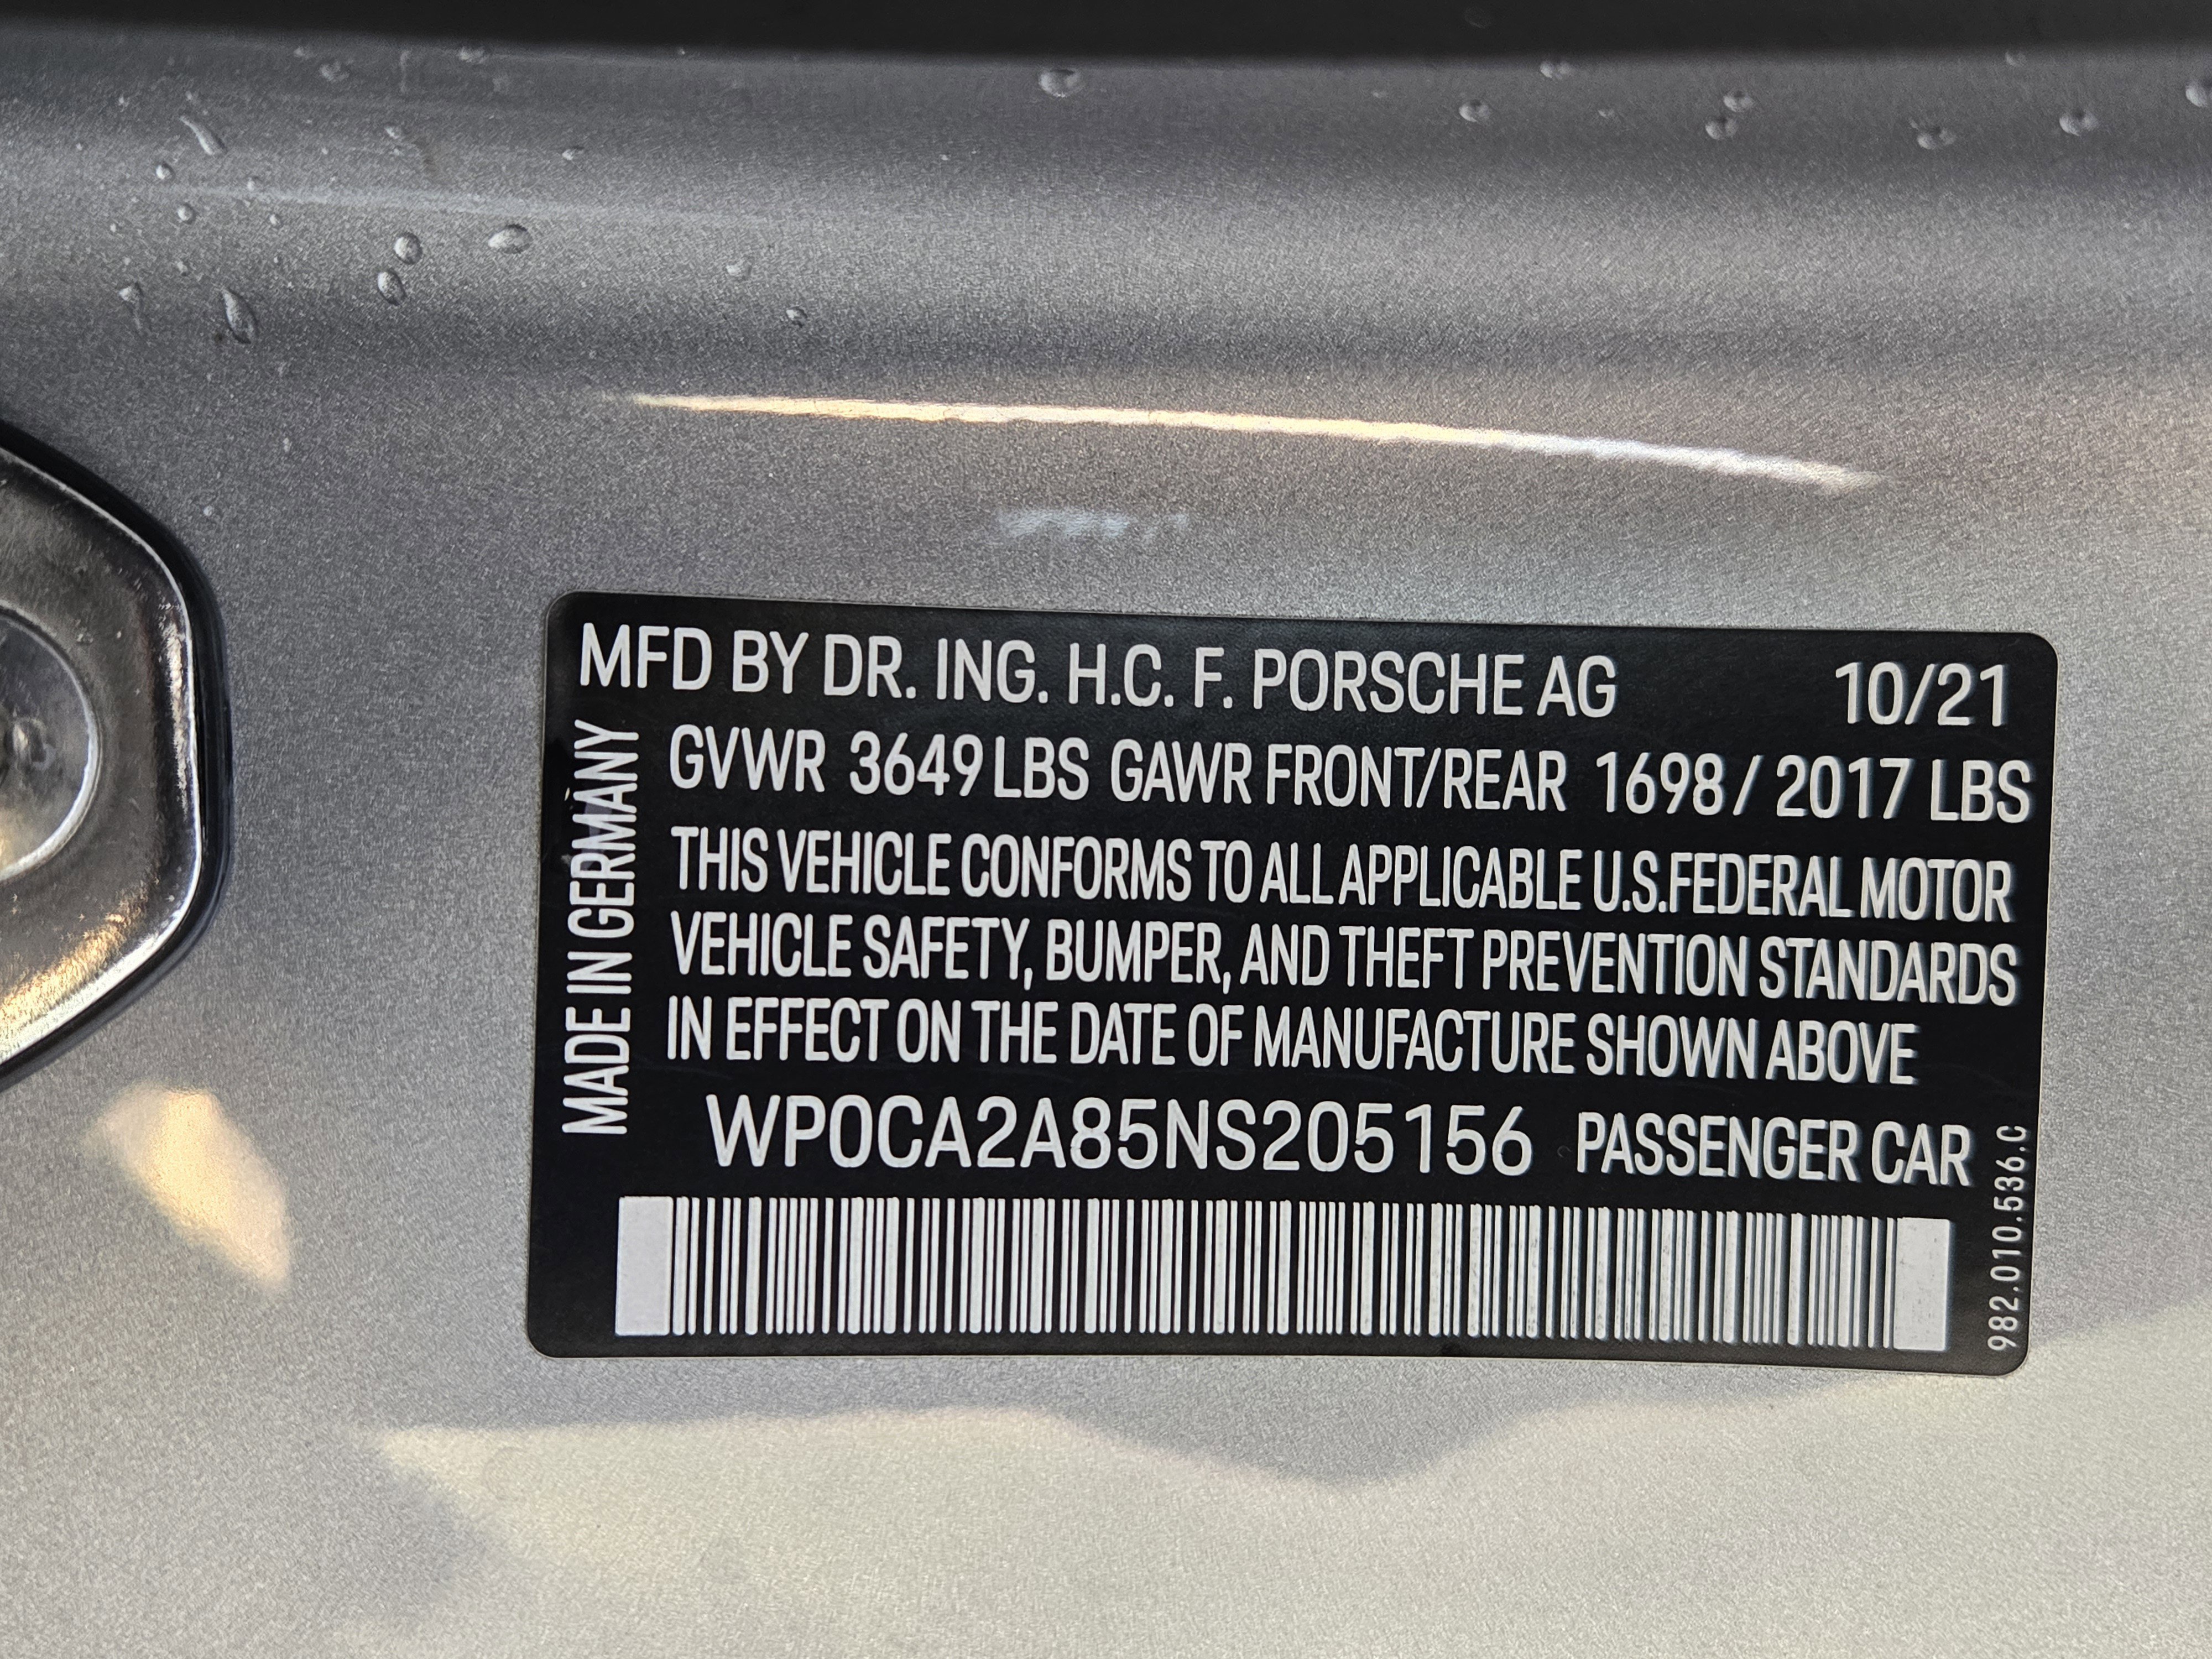 MFD BY DR. ING. H.C. F. PORSCHE AG 10/21
MADE IN GERMANY
GVWR 3649 LBS GAWR FRONT/REAR 1698 / 2017 LBS
THIS VEHICLE CONFORMS TO ALL APPLICABLE U.S.FEDERAL MOTOR
VEHICLE SAFETY, BUMPER, AND THEFT PREVENTION STANDARDS
IN EFFECT ON THE DATE OF MANUFACTURE SHOWN ABOVE
WP0CA2A85NS205156 PASSENGER CAR
982.010.536.C